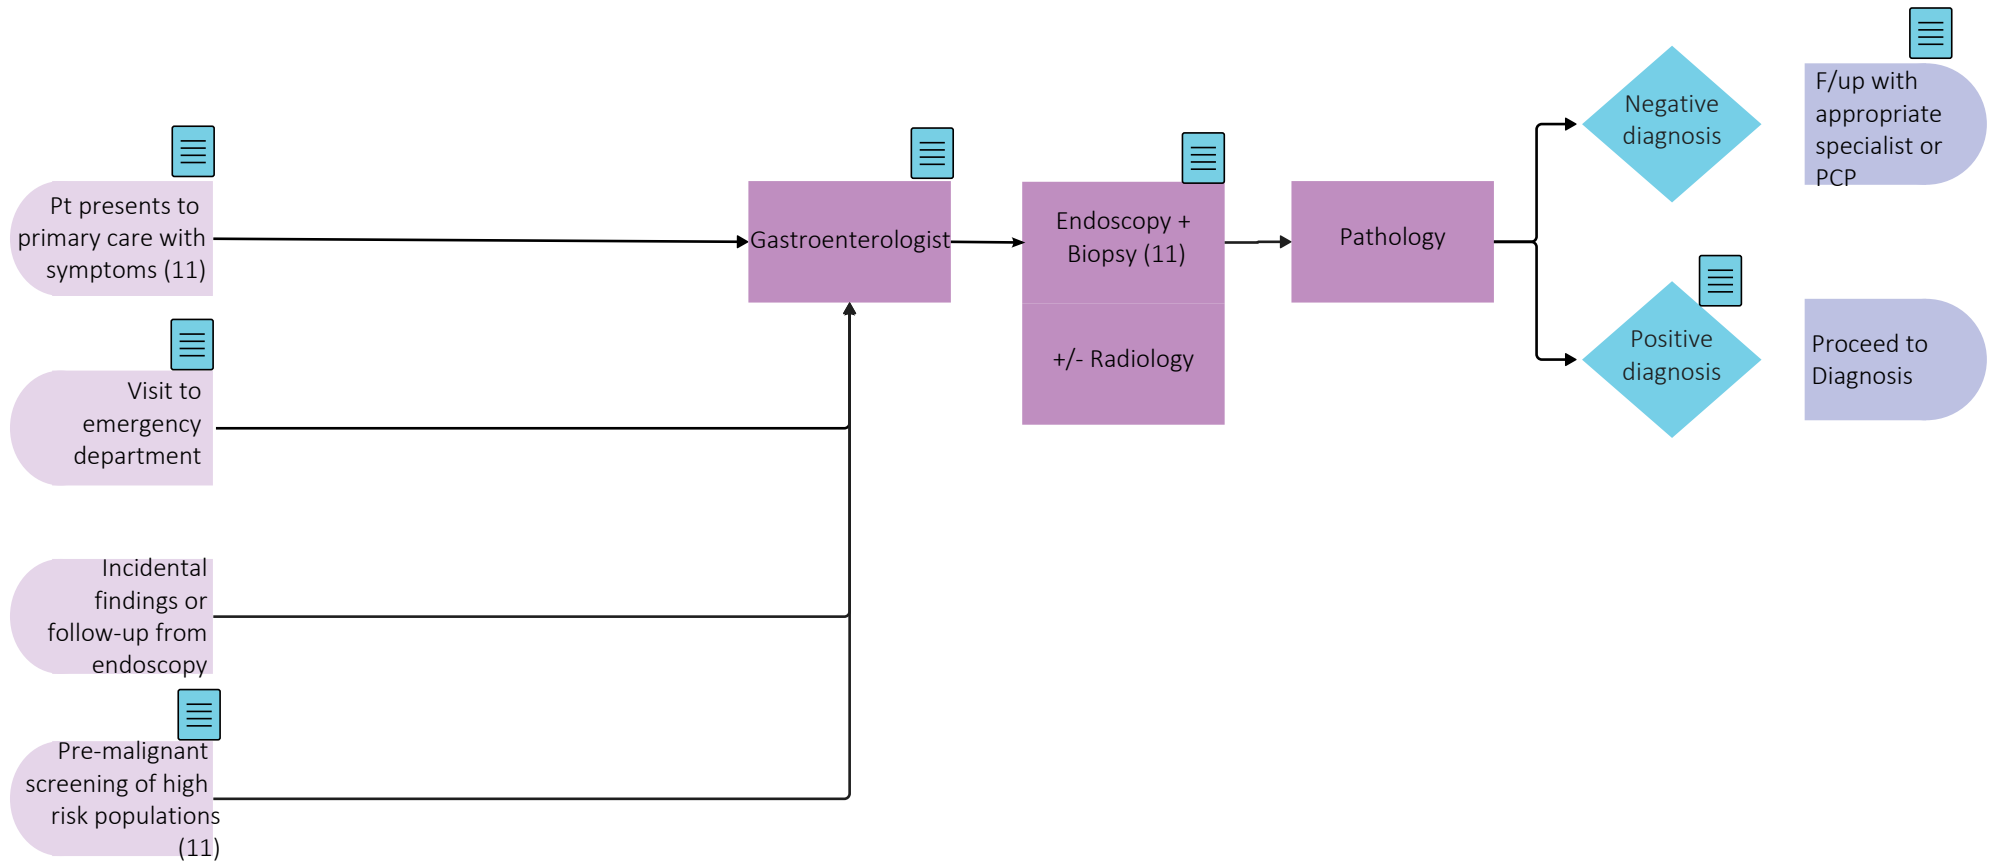 Pt presents to
primary care with
symptoms (11)
Visit to
emergency
department
Incidental
findings or
follow-up from
endoscopy
Pre-malignant
screening of high
risk populations
(11)
Gastroenterologist
Endoscopy +
Biopsy (11)
+/- Radiology
Pathology
Negative
diagnosis
F/up with
appropriate
specialist or
PCP
Positive
diagnosis
Proceed to
Diagnosis